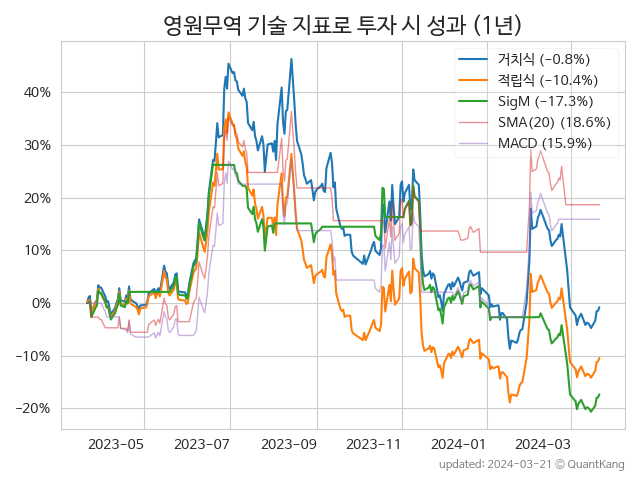 영원무역 기술 지표로 투자 시 성과 (1년)
거치식 (−0.8%)
적립식 (−10.4%)
SigM (−17.3%)
SMA(20) (18.6%)
MACD (15.9%)
40%
30%
20%
10%
0%
−10%
−20%
2023-05
2023-07
2023-09
2023-11
2024-01
2024-03
updated: 2024-03-21 © QuantKang